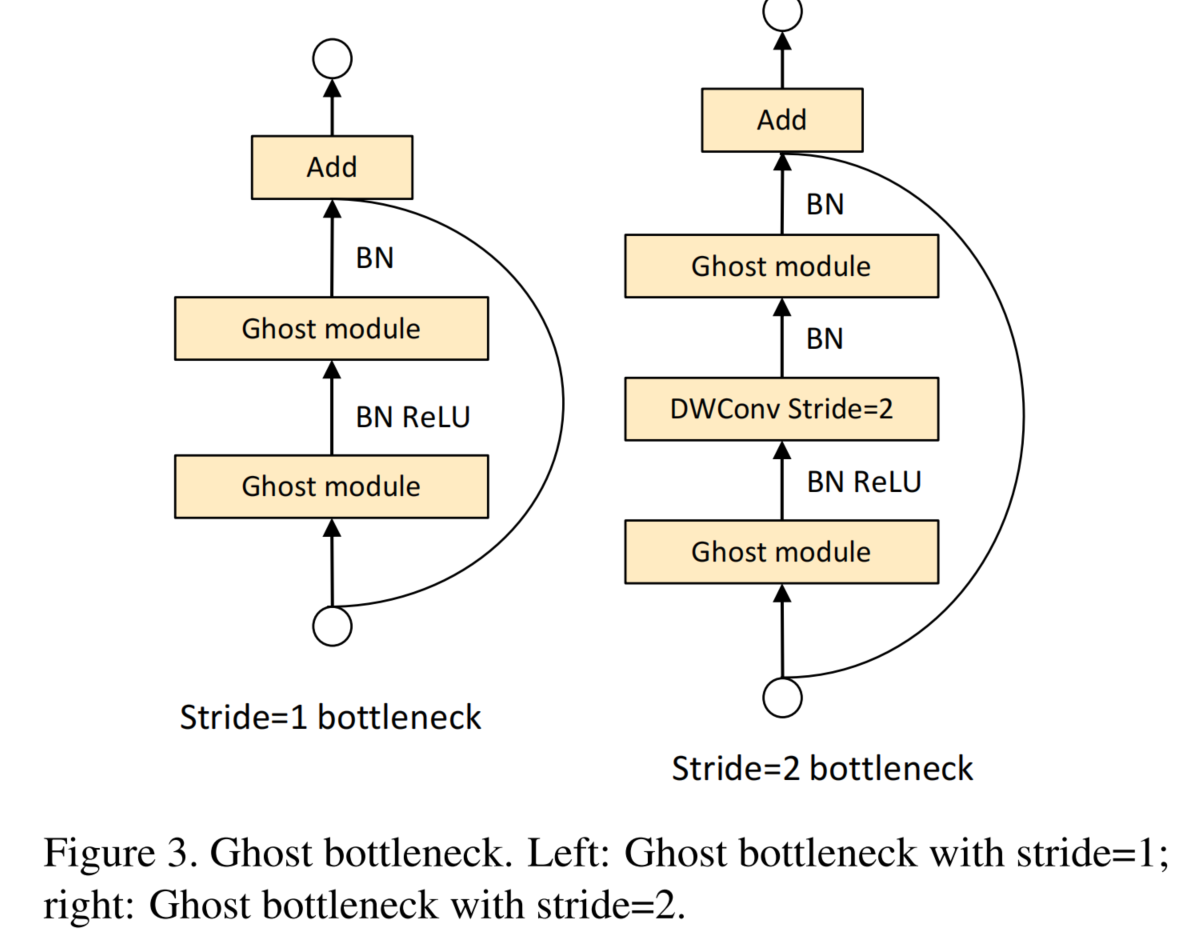 Add
BN
Ghost module
BN ReLU
Ghost module
Stride=1 bottleneck
Add
BN
Ghost module
BN
DWConv Stride=2
BN ReLU
Ghost module
Stride=2 bottleneck
Figure 3. Ghost bottleneck. Left: Ghost bottleneck with stride=1;
right: Ghost bottleneck with stride=2.